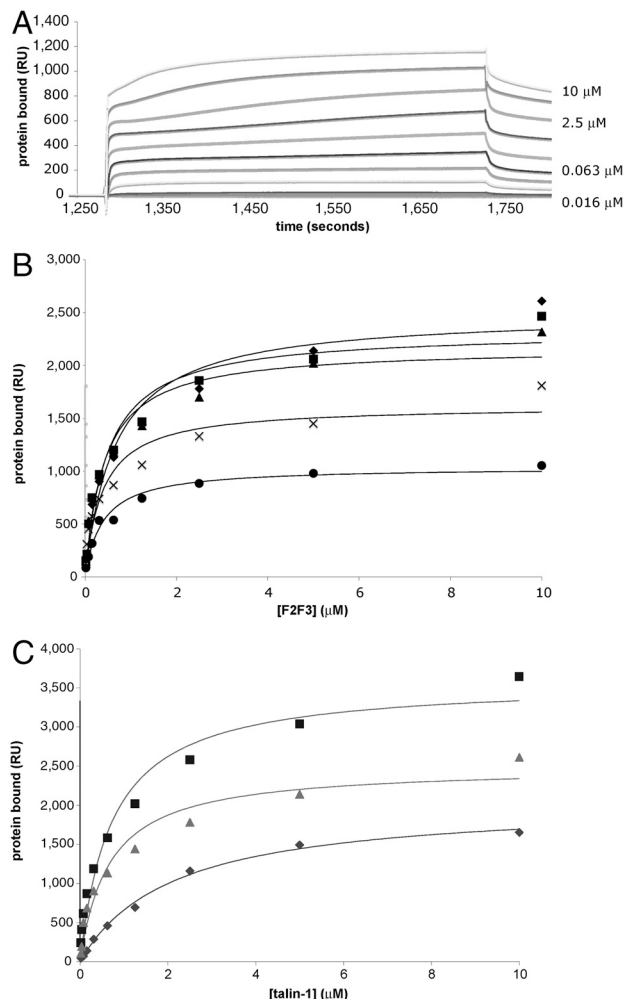 A
protein bound (RU)
1,400
1,200
1,000
800
600
400
200
0
1,250 1,350 1,450 1,550 1,650 1,750
time (seconds)
10 μM
2.5 μM
0.063 μM
0.016 μM
B
protein bound (RU)
3,000
2,500
2,000
1,500
1,000
500
0
0 2 4 6 8 10
[F2F3] (μM)
C
protein bound (RU)
4,000
3,500
3,000
2,500
2,000
1,500
1,000
500
0
0 2 4 6 8 10
[talin-1] (μM)